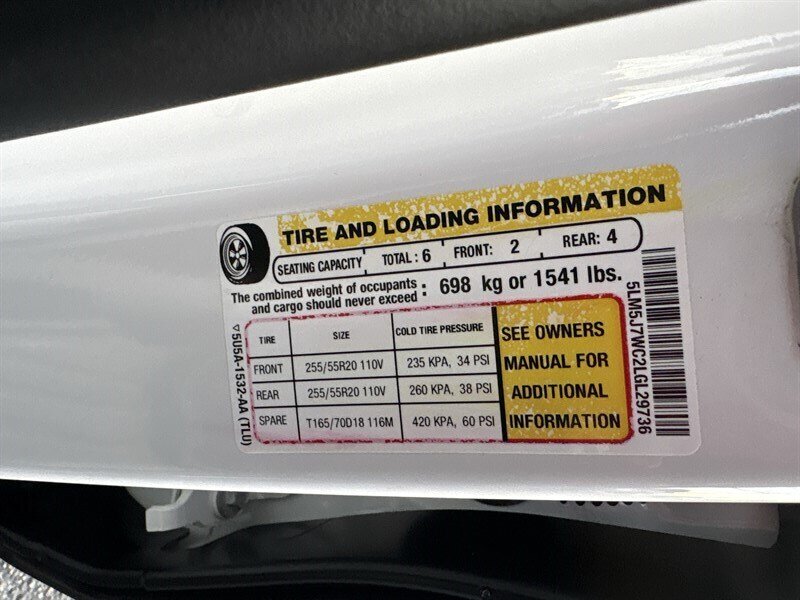 TIRE AND LOADING INFORMATION
SEATING CAPACITY TOTAL : 6 FRONT: 2 REAR: 4
The combined weight of occupants
and cargo should never exceed : 698 kg or 1541 lbs.
TIRE SIZE COLD TIRE PRESSURE
FRONT 255/55R20 110V 235 KPA, 34 PSI
REAR 255/55R20 110V 260 KPA, 38 PSI
SPARE T165/70D18 116M 420 KPA, 60 PSI
SEE OWNERS
MANUAL FOR
ADDITIONAL
INFORMATION
5U5A-1532-AA (TLU)
5LM5J7WC2LGL29736